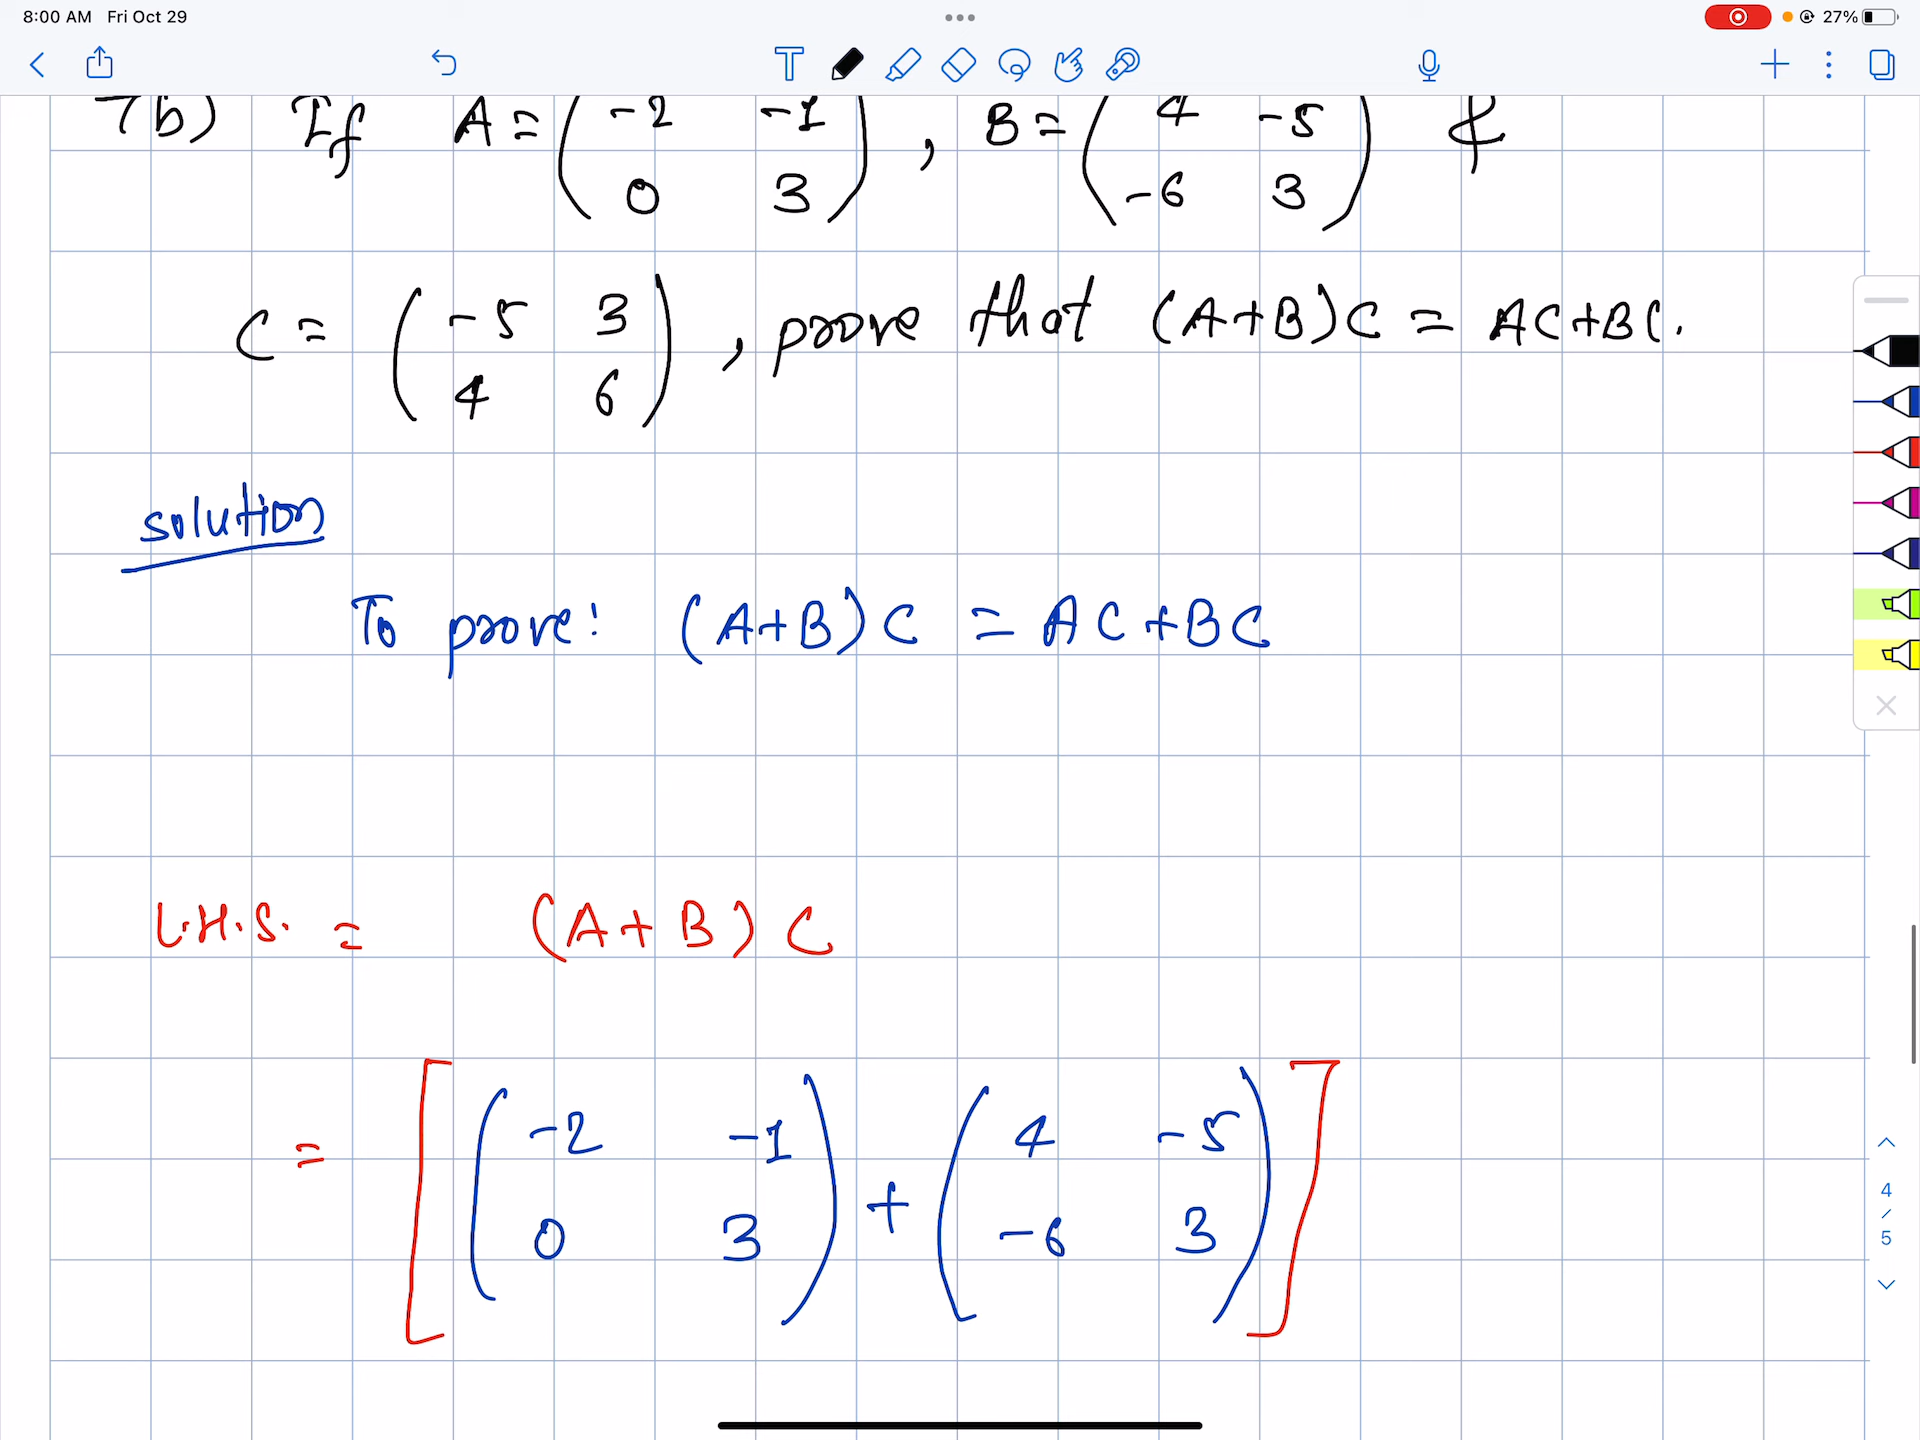 8:00 AM Fri Oct 29
27%
7b) If A = ( -2 -1 ) , B = ( 4 -5 ) &
( 0 3 ) ( -6 3 )
C = ( -5 3 ) , prove that (A+B)C = AC+BC.
( 4 6 )
solution
To prove: (A+B)C = AC+BC
L.H.S. = (A+B)C
= [ ( -2 -1 ) + ( 4 -5 ) ]
( 0 3 ) ( -6 3 )
4
/
5